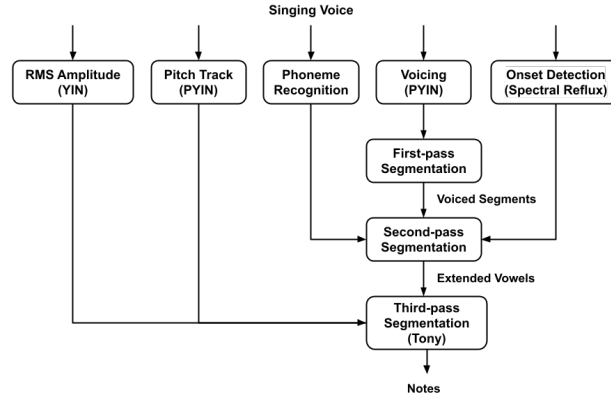 Singing Voice
RMS Amplitude
(YIN)
Pitch Track
(PYIN)
Phoneme
Recognition
Voicing
(PYIN)
Onset Detection
(Spectral Reflux)
First-pass
Segmentation
Voiced Segments
Second-pass
Segmentation
Extended Vowels
Third-pass
Segmentation
(Tony)
Notes